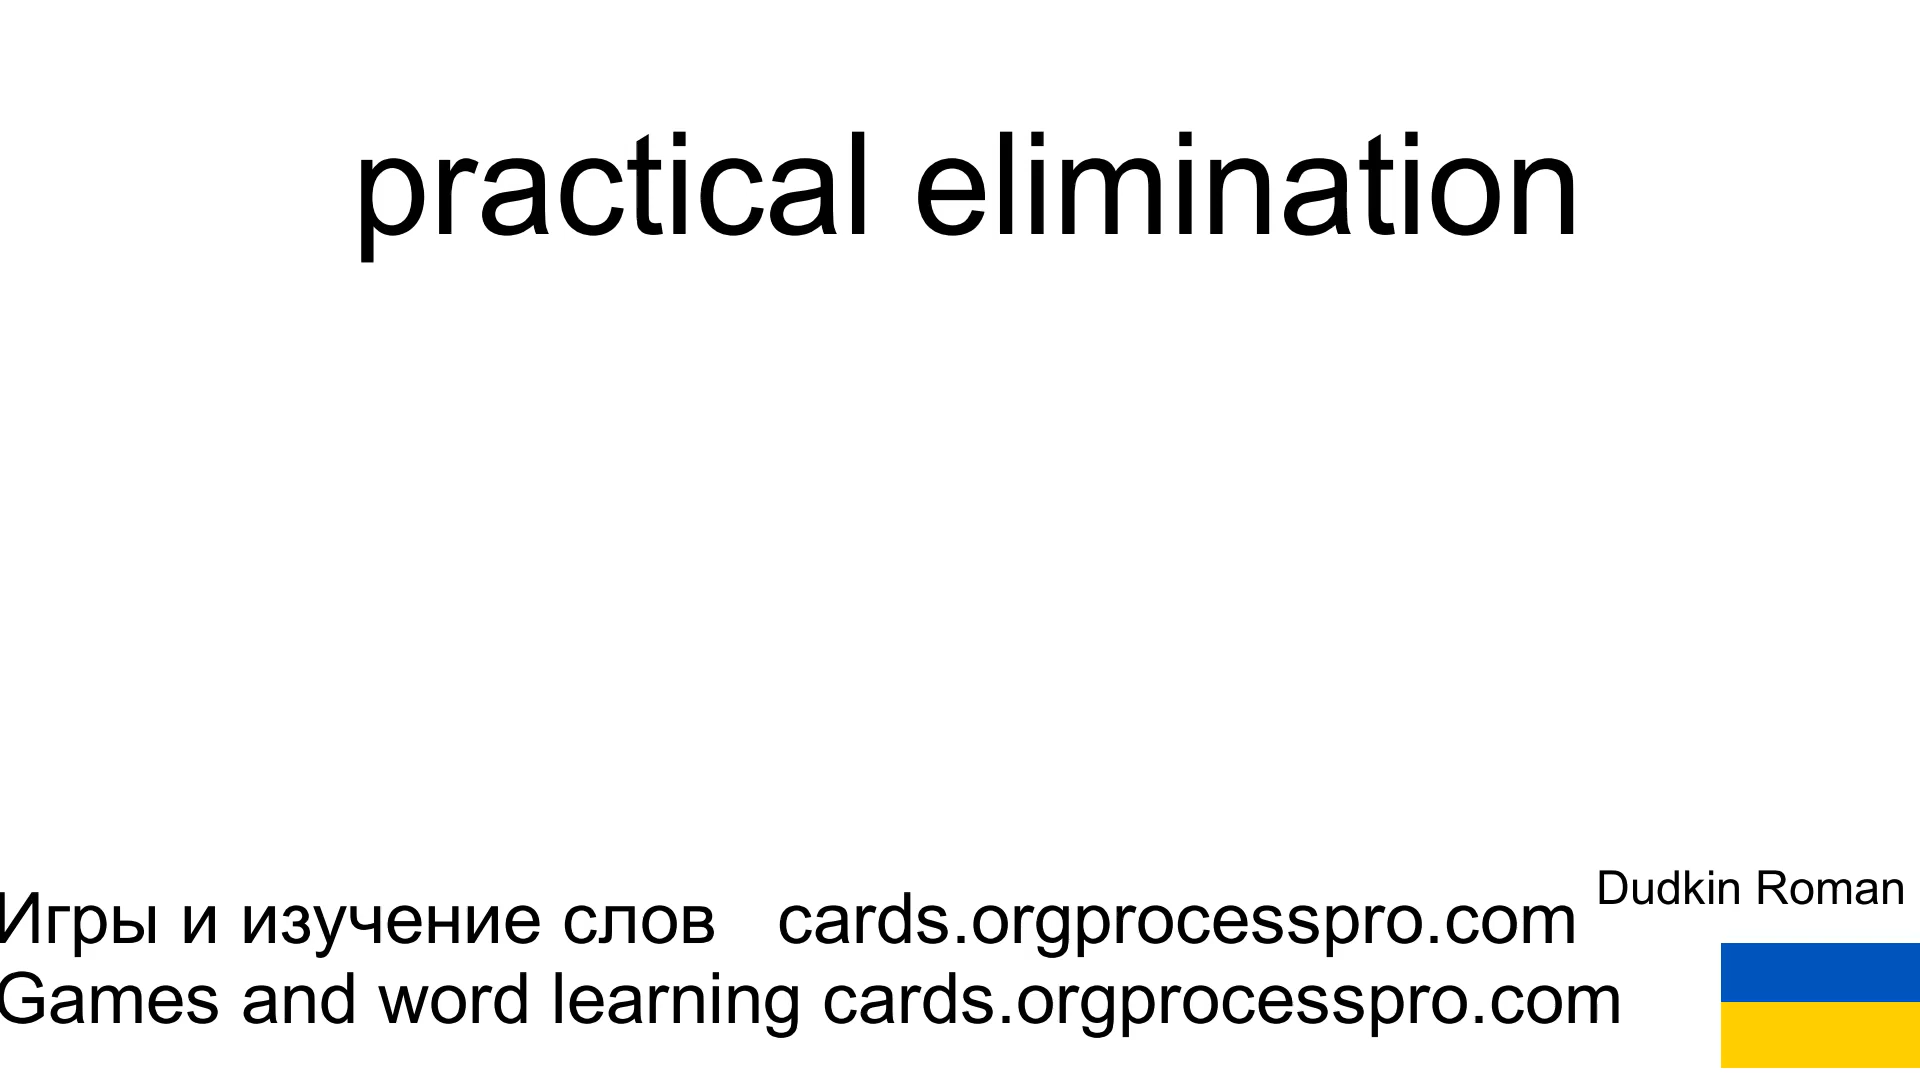 practical elimination
Dudkin Roman
Игры и изучение слов cards.orgprocesspro.com
Games and word learning cards.orgprocesspro.com